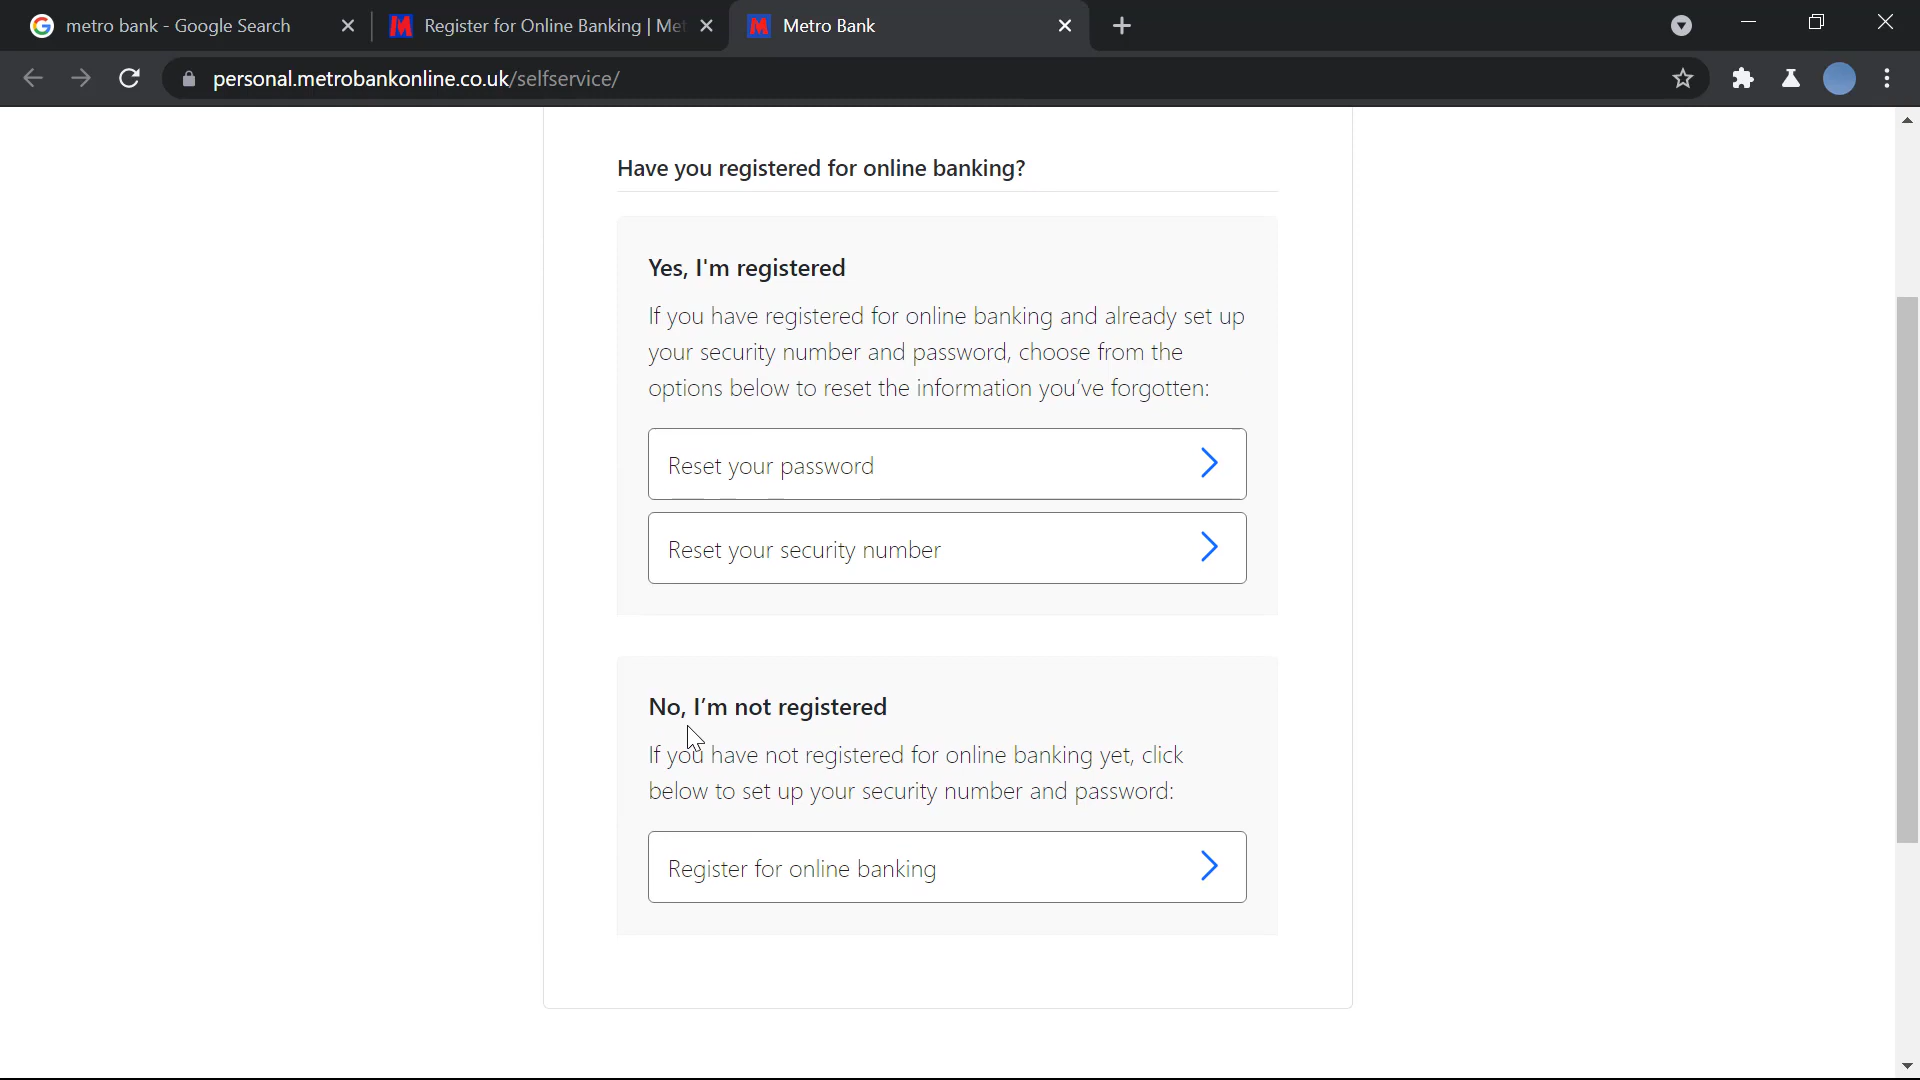 metro bank - Google Search
Register for Online Banking | Met
Metro Bank
personal.metrobankonline.co.uk/selfservice/
Have you registered for online banking?
Yes, I'm registered
If you have registered for online banking and already set up
your security number and password, choose from the
options below to reset the information you’ve forgotten:
Reset your password
Reset your security number
No, I’m not registered
If you have not registered for online banking yet, click
below to set up your security number and password:
Register for online banking